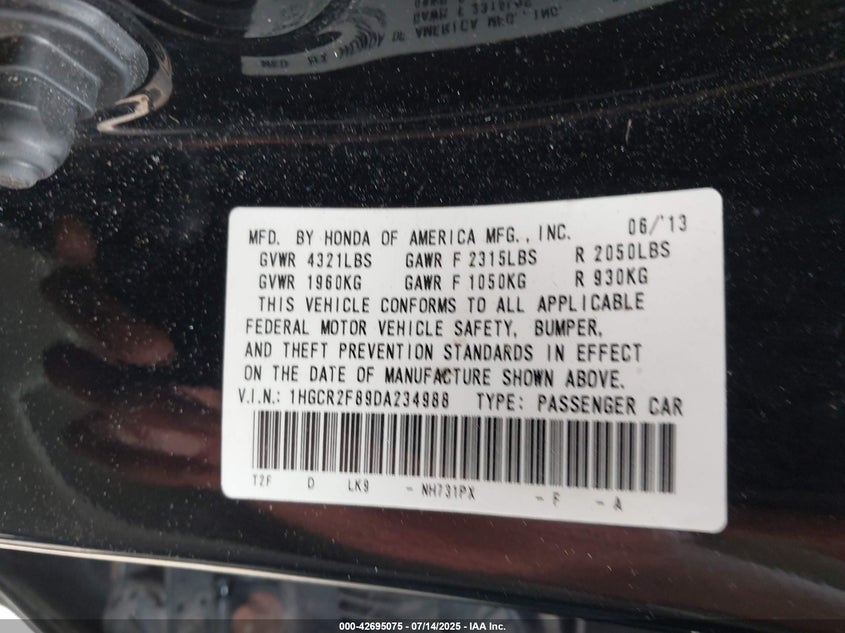 MFD. BY HONDA OF AMERICA MFG., INC. 06/'13
GVWR 4321LBS GAWR F 2315LBS R 2050LBS
GVWR 1960KG GAWR F 1050KG R 930KG
THIS VEHICLE CONFORMS TO ALL APPLICABLE
FEDERAL MOTOR VEHICLE SAFETY, BUMPER,
AND THEFT PREVENTION STANDARDS IN EFFECT
ON THE DATE OF MANUFACTURE SHOWN ABOVE.
V.I.N.: 1HGCR2F89DA234988 TYPE: PASSENGER CAR
T2F D LK9 - NH731PX - F - A
000-42695075 - 07/14/2025 - IAA Inc.